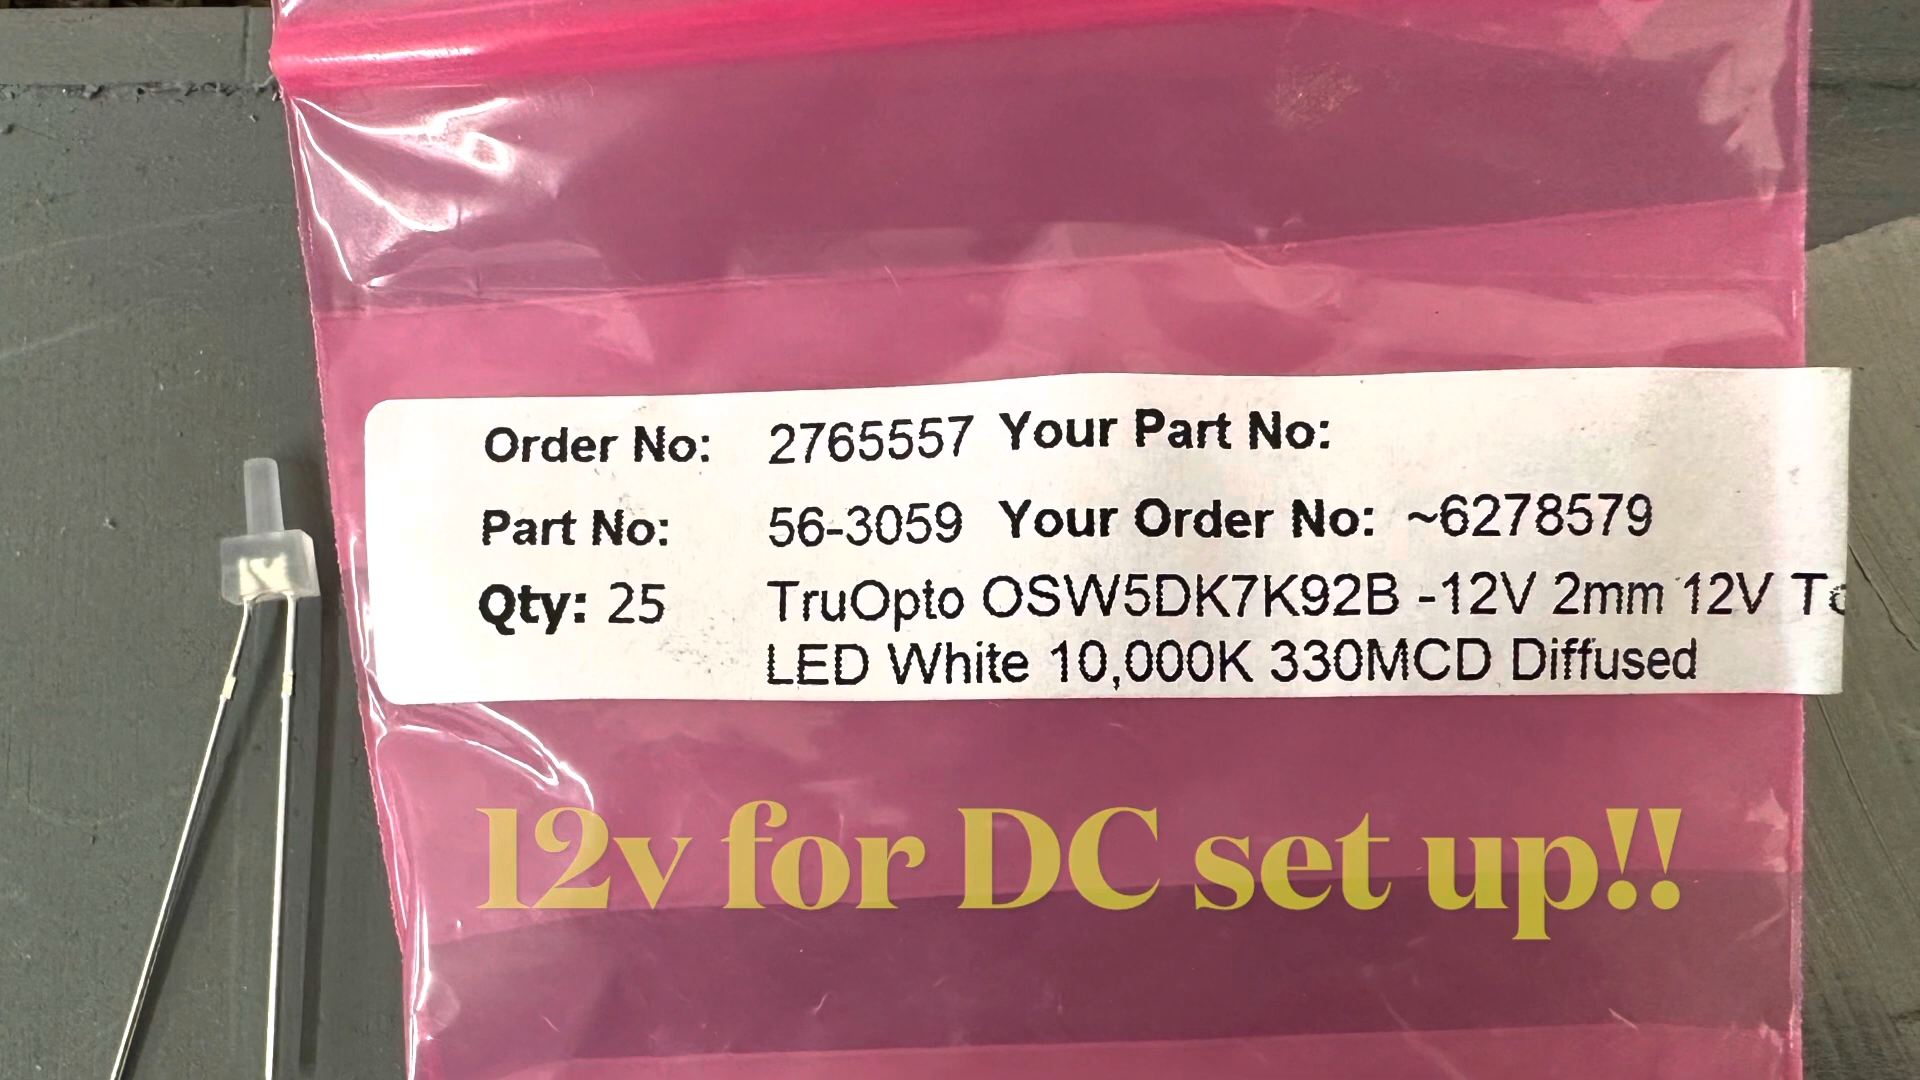 Order No: 2765557 Your Part No:
Part No: 56-3059 Your Order No: ~6278579
Qty: 25 TruOpto OSW5DK7K92B -12V 2mm 12V
LED White 10,000K 330MCD Diffused
12v for DC set up!!